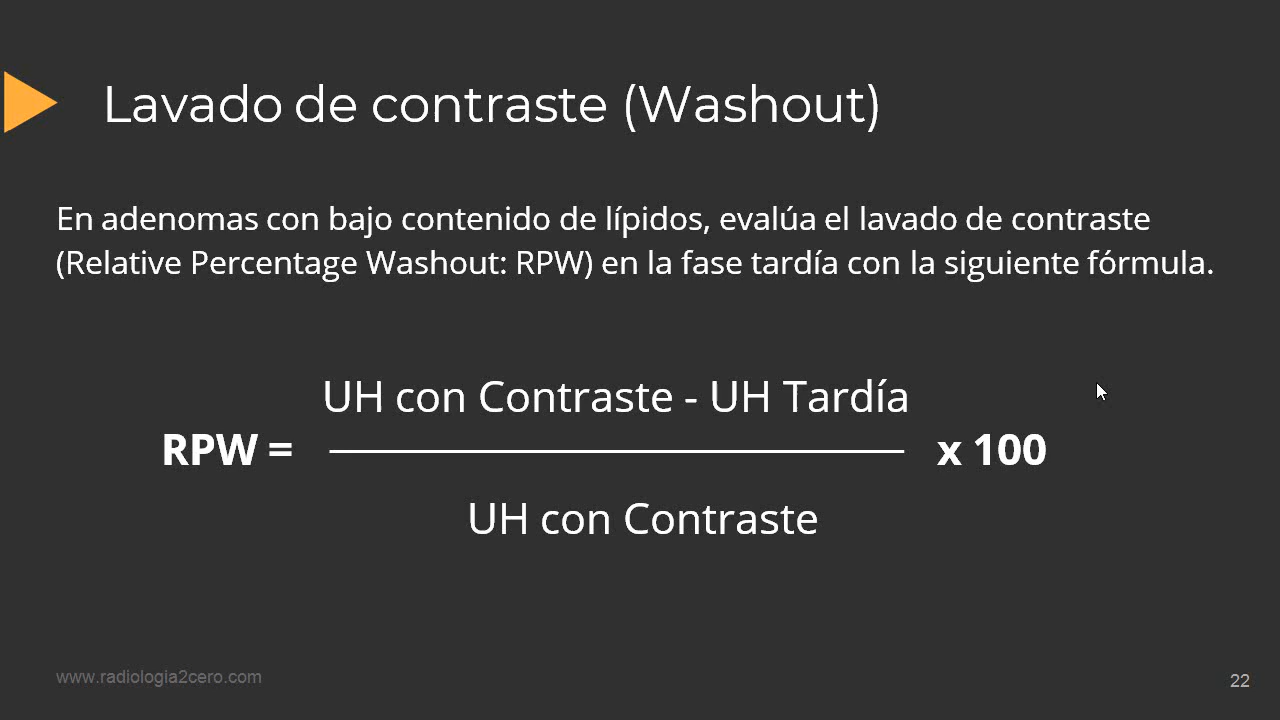 Lavado de contraste (Washout)
En adenomas con bajo contenido de lípidos, evalúa el lavado de contraste
(Relative Percentage Washout: RPW) en la fase tardía con la siguiente fórmula.
UH con Contraste - UH Tardía
RPW = x 100
UH con Contraste
www.radiologia2cero.com
22